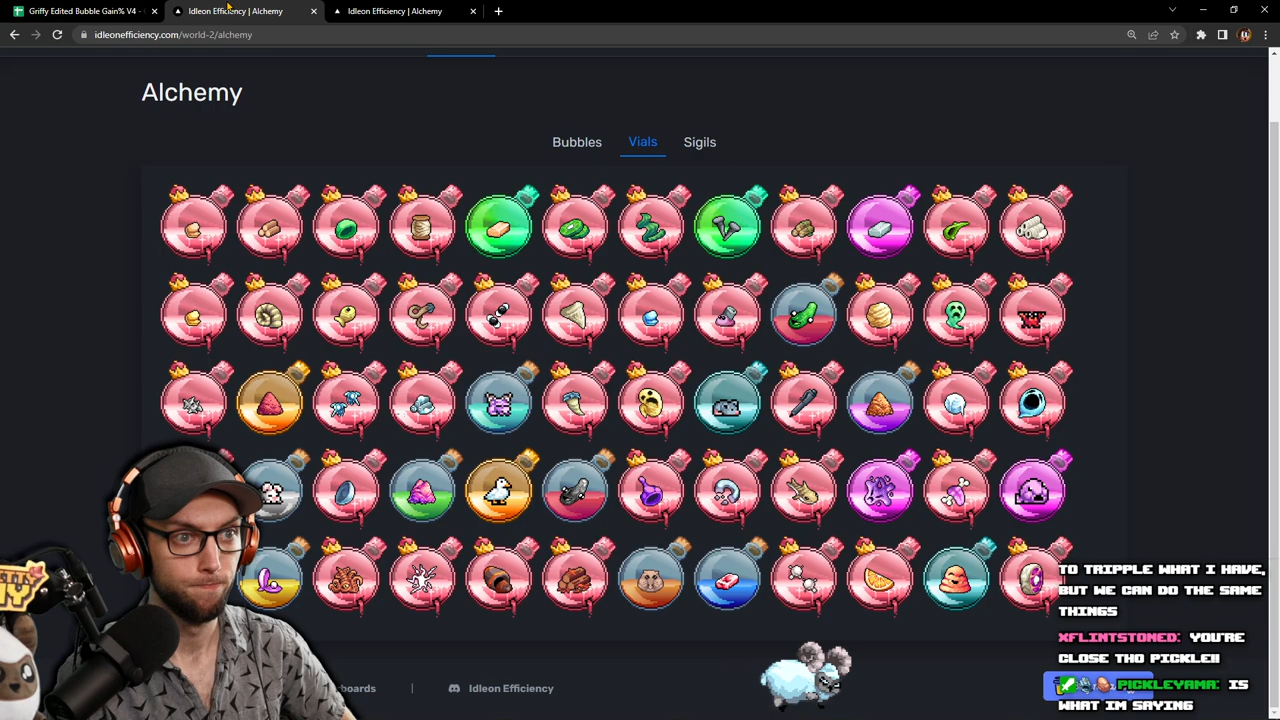 Griffy Edited Bubble Gain% V4 -
Idleon Efficiency | Alchemy
Idleon Efficiency | Alchemy
idleonefficiency.com/world-2/alchemy
Alchemy
Bubbles
Vials
Sigils
TO TRIPPLE WHAT I HAVE,
BUT WE CAN DO THE SAME
THINGS
XFLINTSTONED: YOU'RE
CLOSE THO PICKLE!!
PICKLEYAMA: IS
WHAT IM SAYING
Idleon Efficiency